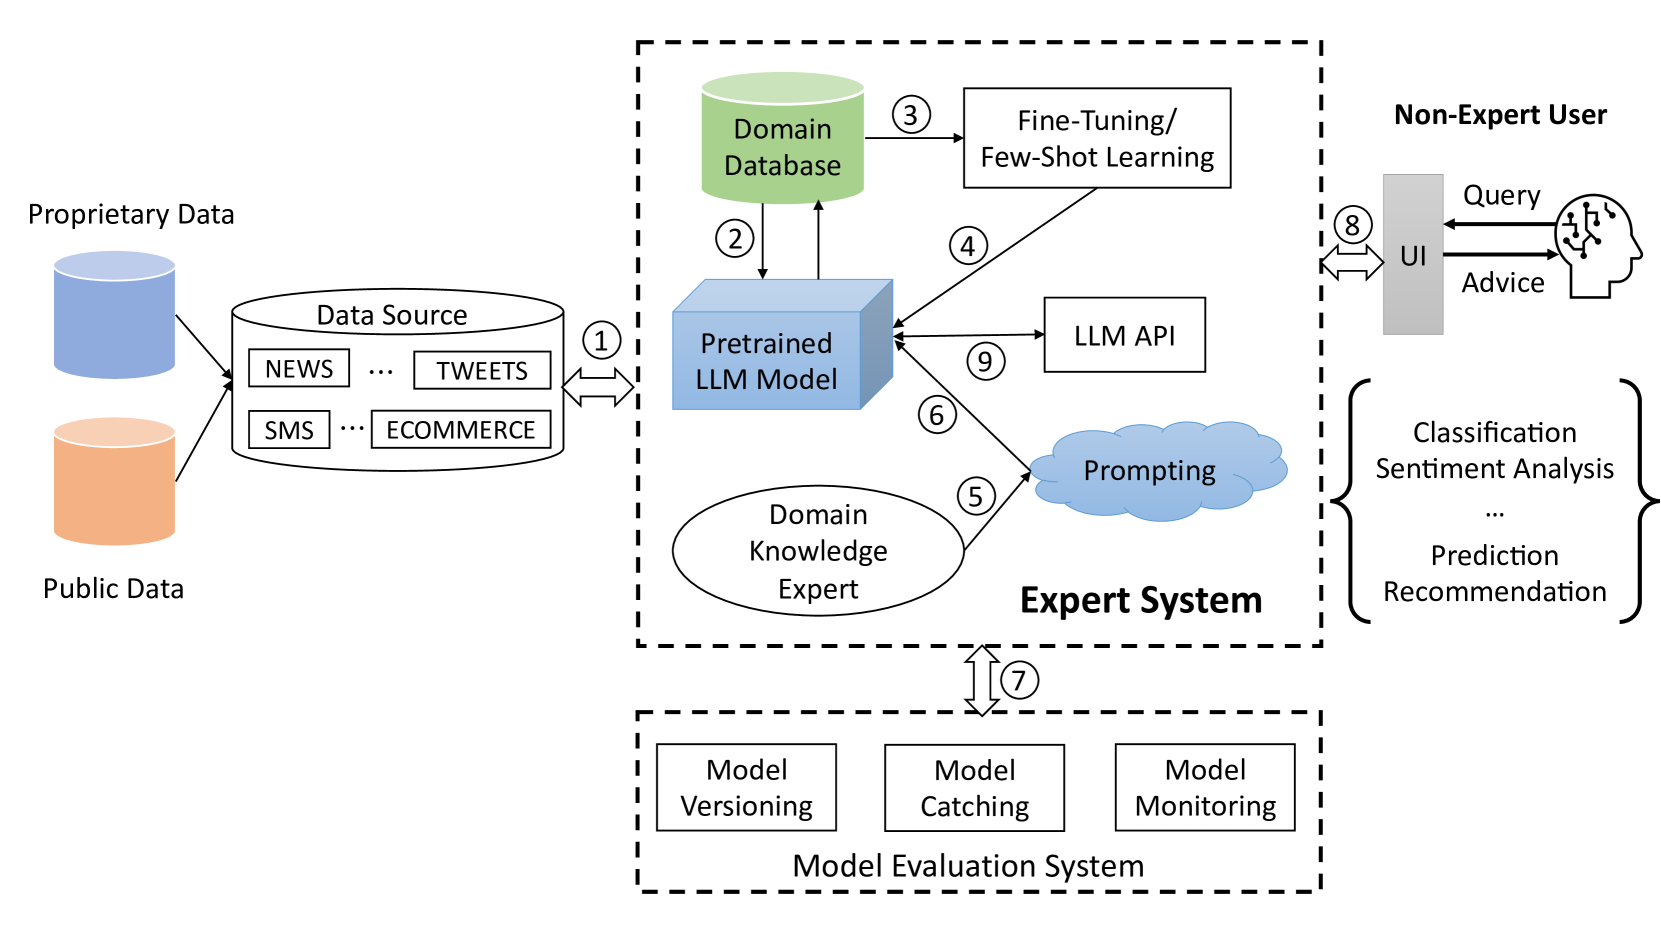 Proprietary Data
Public Data
Data Source
NEWS
...
TWEETS
SMS
...
ECOMMERCE
1
Domain
Database
3
Fine-Tuning/
Few-Shot Learning
2
4
Pretrained
LLM Model
LLM API
9
6
Prompting
5
Domain
Knowledge
Expert
Expert System
7
Model
Versioning
Model
Catching
Model
Monitoring
Model Evaluation System
Non-Expert User
8
UI
Query
Advice
Classification
Sentiment Analysis
...
Prediction
Recommendation